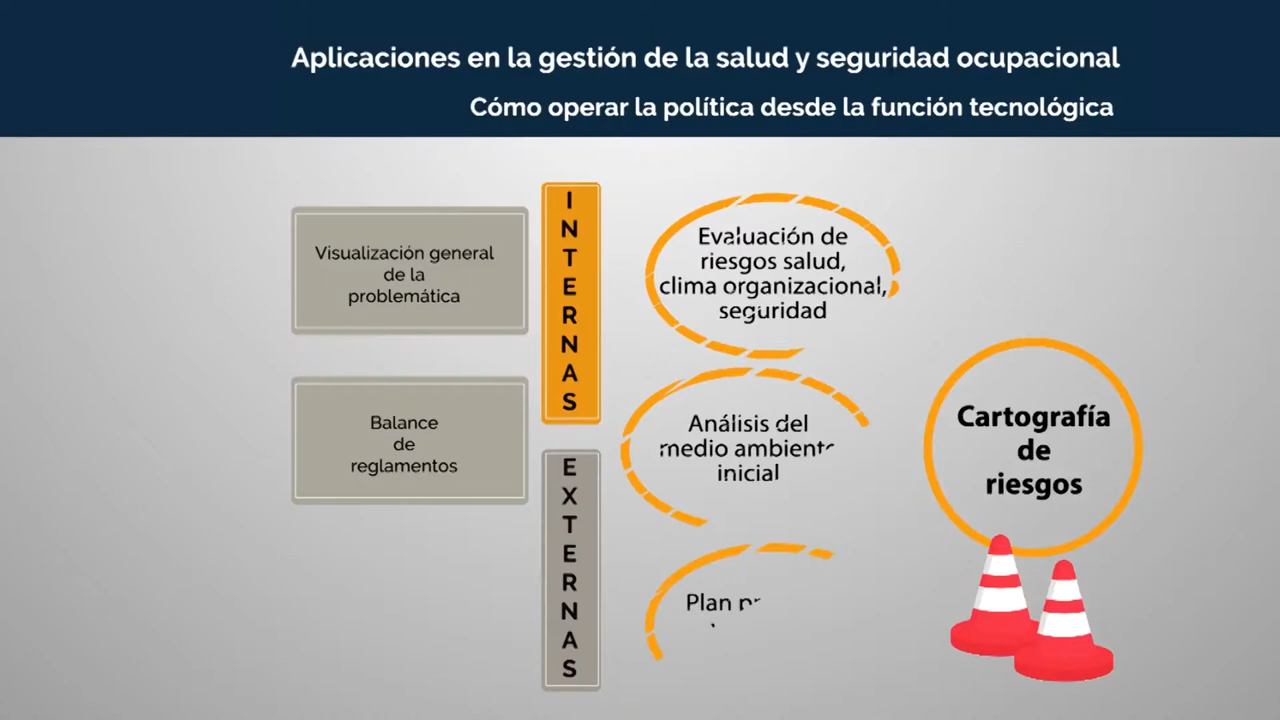 Aplicaciones en la gestión de la salud y seguridad ocupacional
Cómo operar la política desde la función tecnológica
Visualización general
de la
problemática
Balance
de
reglamentos
INTERNAS
EXTERNAS
Evaluación de
riesgos salud,
clima organizacional,
seguridad
Análisis del
medio ambiente
inicial
Plan
Cartografía
de
riesgos